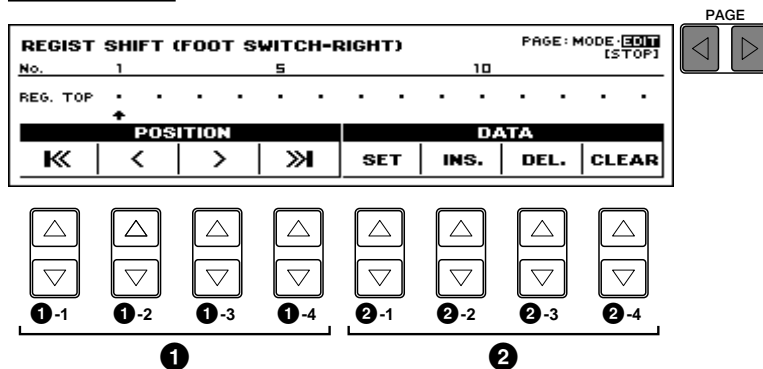 PAGE
REGIST SHIFT (FOOT SWITCH-RIGHT) PAGE: MODE·EDIT
[STOP]
No. 1 5 10
REG. TOP
POSITION DATA
SET INS. DEL. CLEAR
1-1 1-2 1-3 1-4 2-1 2-2 2-3 2-4
1 2